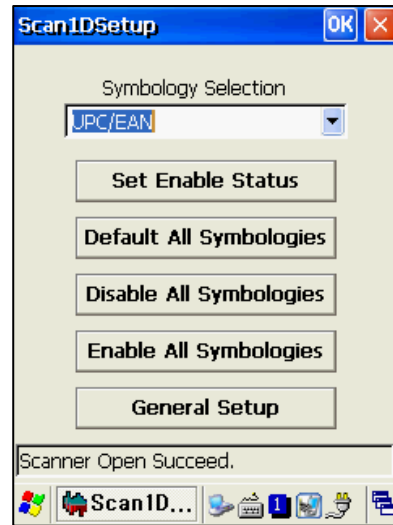 Scan1DSetup OK
Symbology Selection
UPC/EAN
Set Enable Status
Default All Symbologies
Disable All Symbologies
Enable All Symbologies
General Setup
Scanner Open Succeed.
Scan1D... 1